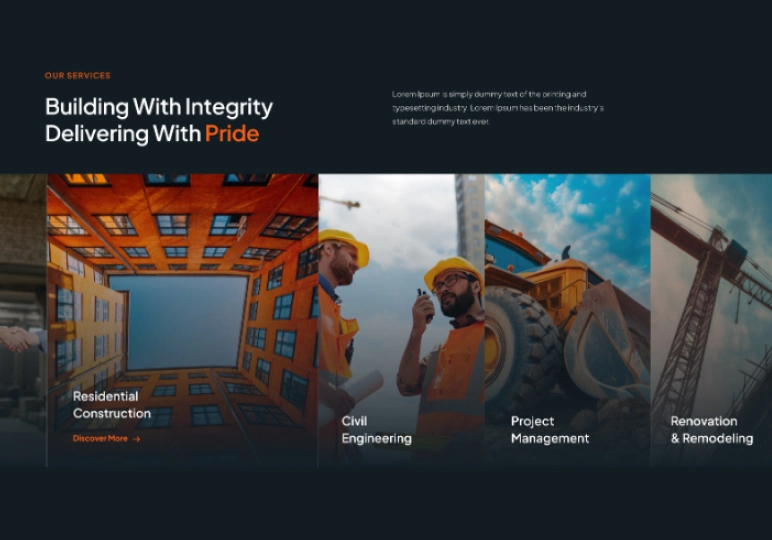 OUR SERVICES
Building With Integrity
Delivering With Pride
Lorem Ipsum is simply dummy text of the printing and
typesetting industry. Lorem Ipsum has been the industry's
standard dummy text ever.
Residential
Construction
Discover More →
Civil
Engineering
Project
Management
Renovation
& Remodeling